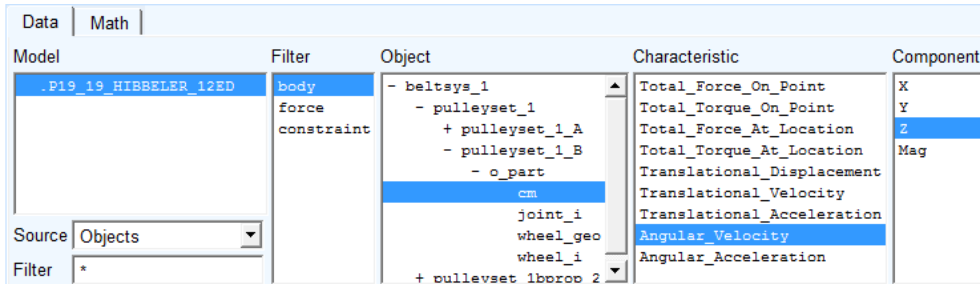 Data Math
Model Filter Object Characteristic Component
.P19_19_HIBBELER_12ED body - beltsys_1 Total_Force_On_Point X
force - pulleyset_1 Total_Torque_On_Point Y
constraint + pulleyset_1_A Total_Force_At_Location Z
- pulleyset_1_B Total_Torque_At_Location Mag
- o_part Translational_Displacement
cm Translational_Velocity
joint_i Translational_Acceleration
Source Objects wheel_geo Angular_Velocity
wheel_i Angular_Acceleration
Filter * + pulleyset_1bprop_2